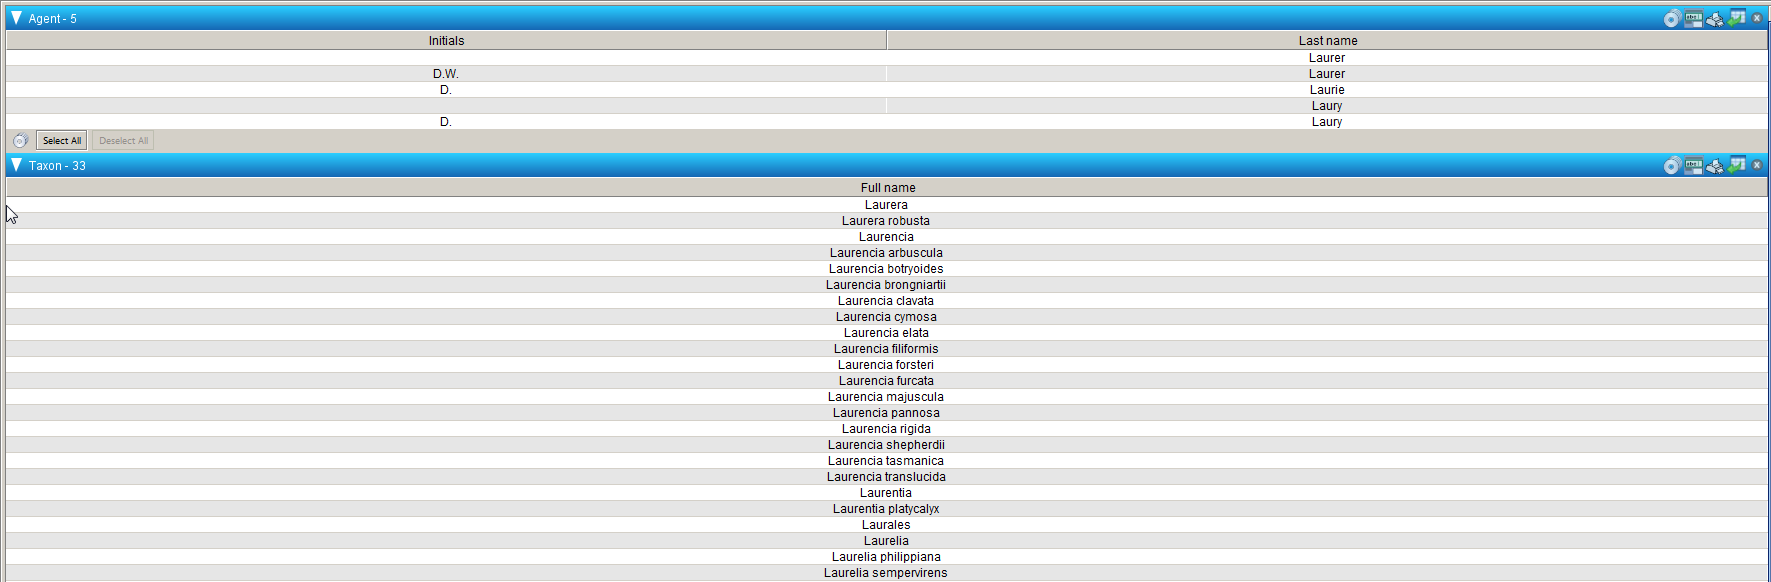 Agent - 5
Initials Last name
Laurer
D.W. Laurer
D. Laurie
Laury
D. Laury
Select All Deselect All
Taxon - 33
Full name
Laurera
Laurera robusta
Laurencia
Laurencia arbuscula
Laurencia botryoides
Laurencia brongniartii
Laurencia clavata
Laurencia cymosa
Laurencia elata
Laurencia filiformis
Laurencia forsteri
Laurencia furcata
Laurencia majuscula
Laurencia pannosa
Laurencia rigida
Laurencia shepherdii
Laurencia tasmanica
Laurencia translucida
Laurentia
Laurentia platycalyx
Laurales
Laurelia
Laurelia philippiana
Laurelia sempervirens